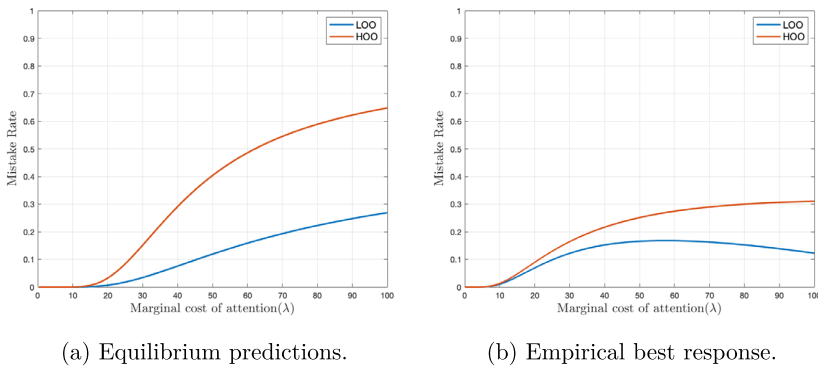 LOO
HOO
Mistake Rate
1
0.9
0.8
0.7
0.6
0.5
0.4
0.3
0.2
0.1
0
0 10 20 30 40 50 60 70 80 90 100
Marginal cost of attention(λ)
(a) Equilibrium predictions.
LOO
HOO
Mistake Rate
1
0.9
0.8
0.7
0.6
0.5
0.4
0.3
0.2
0.1
0
0 10 20 30 40 50 60 70 80 90 100
Marginal cost of attention(λ)
(b) Empirical best response.